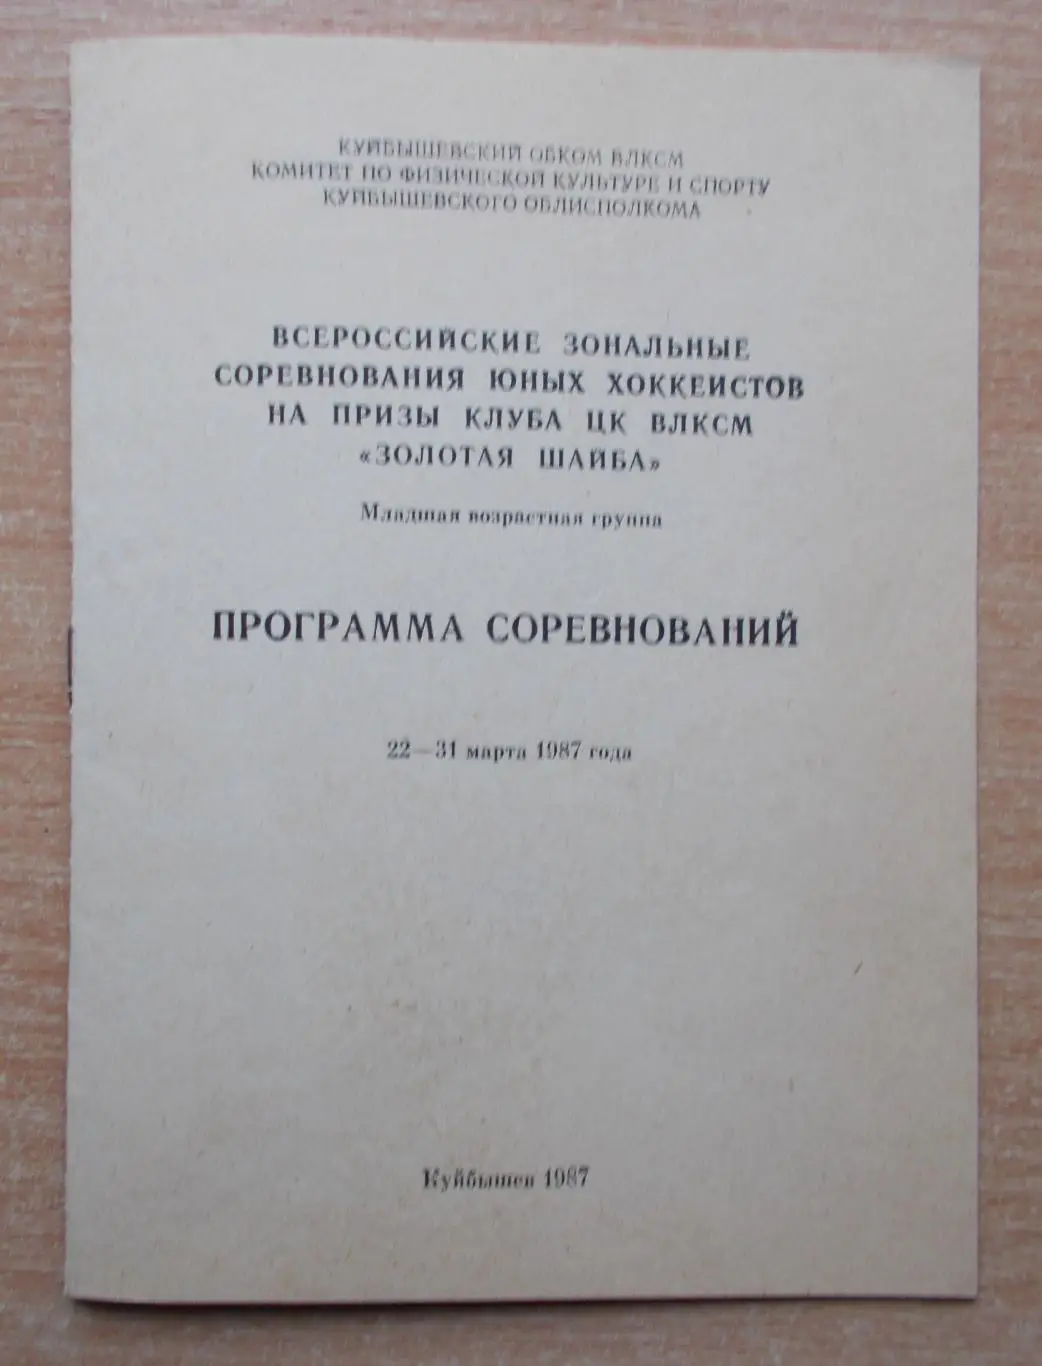 КУЙБЫШЕВСКИЙ ОБКОМ ВЛКСМ
КОМИТЕТ ПО ФИЗИЧЕСКОЙ КУЛЬТУРЕ И СПОРТУ
КУЙБЫШЕВСКОГО ОБЛИСПОЛКОМА
ВСЕРОССИЙСКИЕ ЗОНАЛЬНЫЕ
СОРЕВНОВАНИЯ ЮНЫХ ХОККЕИСТОВ
НА ПРИЗЫ КЛУБА ЦК ВЛКСМ
«ЗОЛОТАЯ ШАЙБА»
Младшая возрастная группа
ПРОГРАММА СОРЕВНОВАНИЙ
22—31 марта 1987 года
Куйбышев 1987